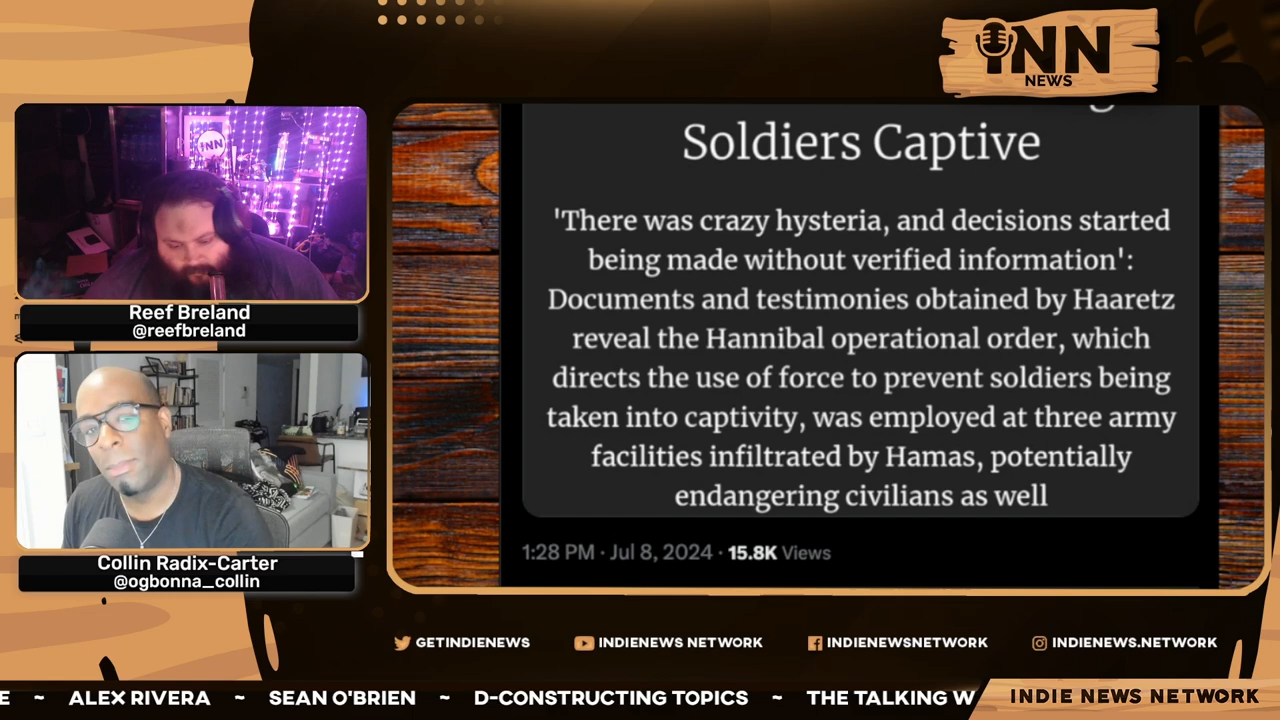 iNN
NEWS
iNN
Soldiers Captive
'There was crazy hysteria, and decisions started
being made without verified information':
Documents and testimonies obtained by Haaretz
reveal the Hannibal operational order, which
directs the use of force to prevent soldiers being
taken into captivity, was employed at three army
facilities infiltrated by Hamas, potentially
endangering civilians as well
1:28 PM · Jul 8, 2024 · 15.8K Views
Reef Breland
@reefbreland
Collin Radix-Carter
@ogbonna_collin
GETINDIENEWS
INDIENEWS NETWORK
INDIENEWSNETWORK
INDIENEWS.NETWORK
E ~ ALEX RIVERA ~ SEAN O'BRIEN ~ D-CONSTRUCTING TOPICS ~ THE TALKING W
INDIE NEWS NETWORK